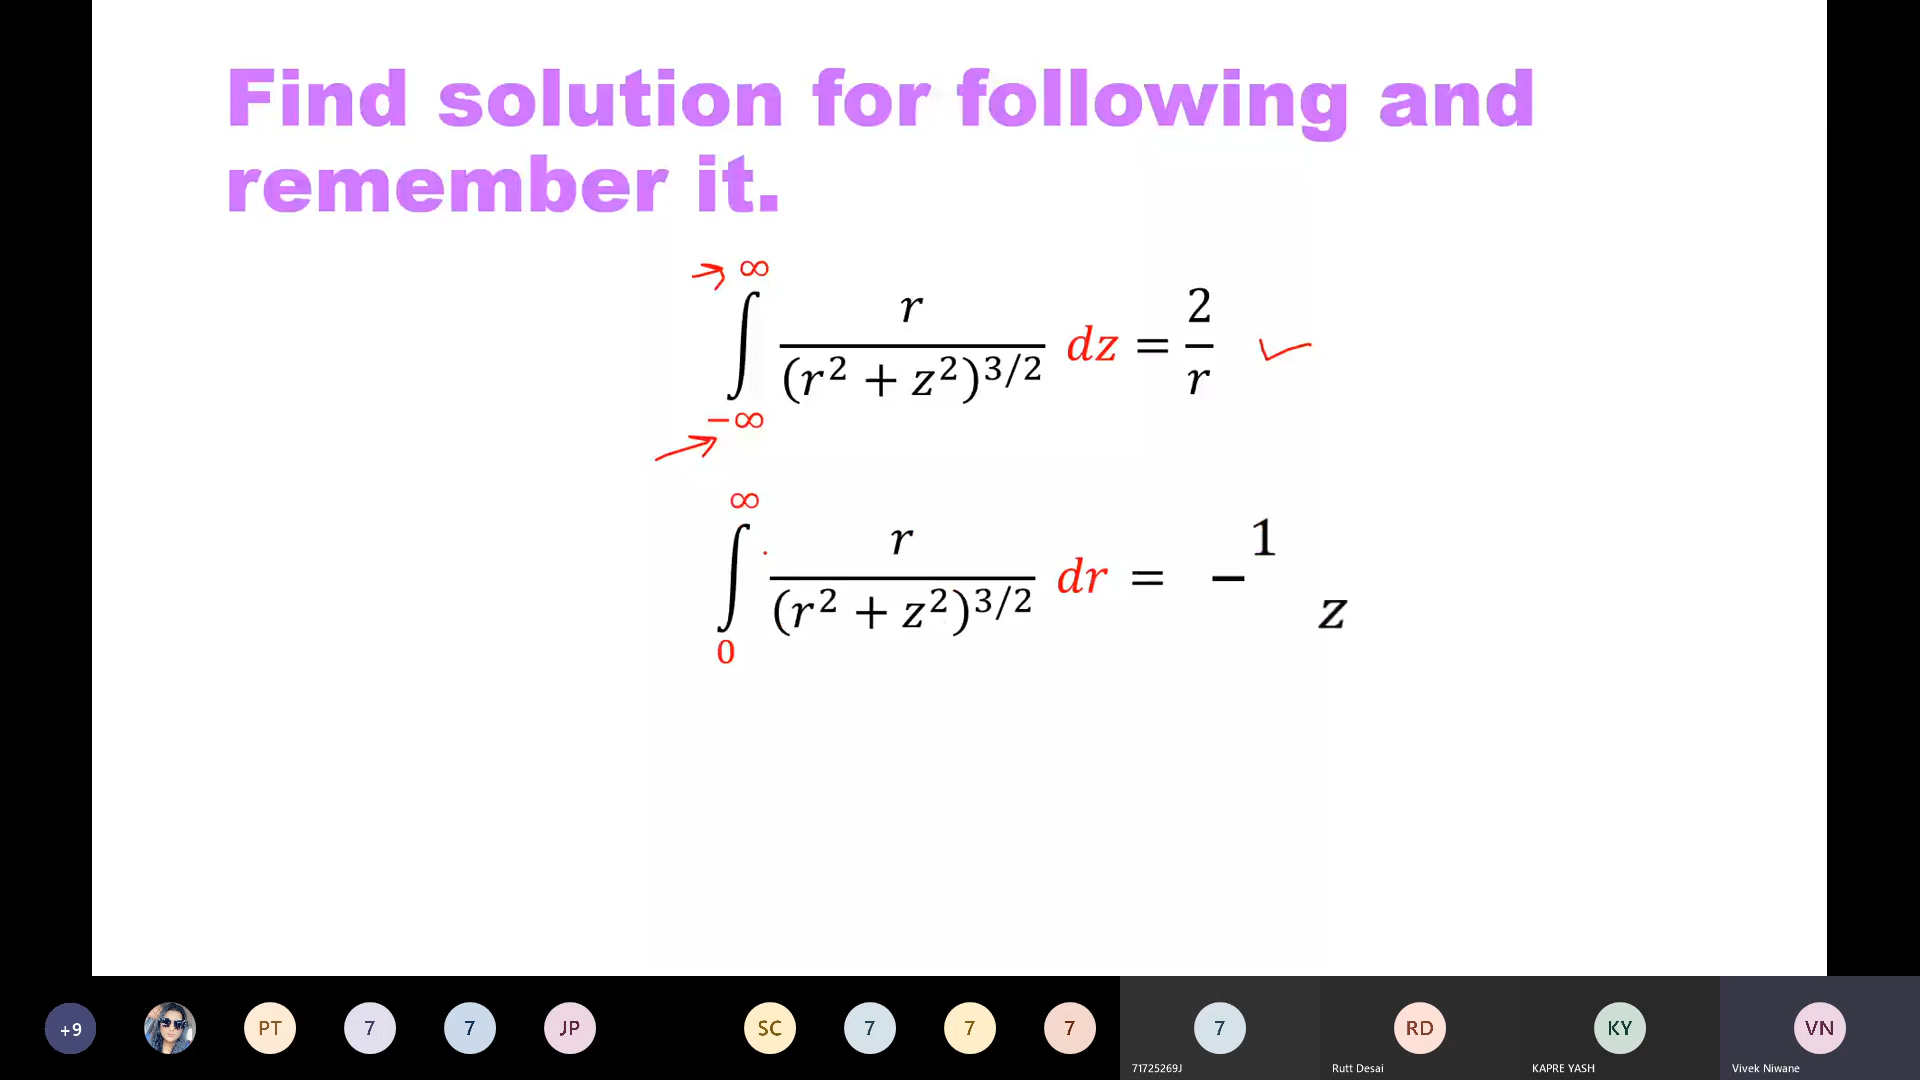 Find solution for following and
remember it.
∞
∫ r/(r² + z²)^3/2 dz = 2/r
−∞
∞
∫ r/(r² + z²)^3/2 dr = − 1 z
0
+9 PT 7 7 JP SC 7 7 7 7 RD KY VN
71725269J Rutt Desai KAPRE YASH Vivek Niwane